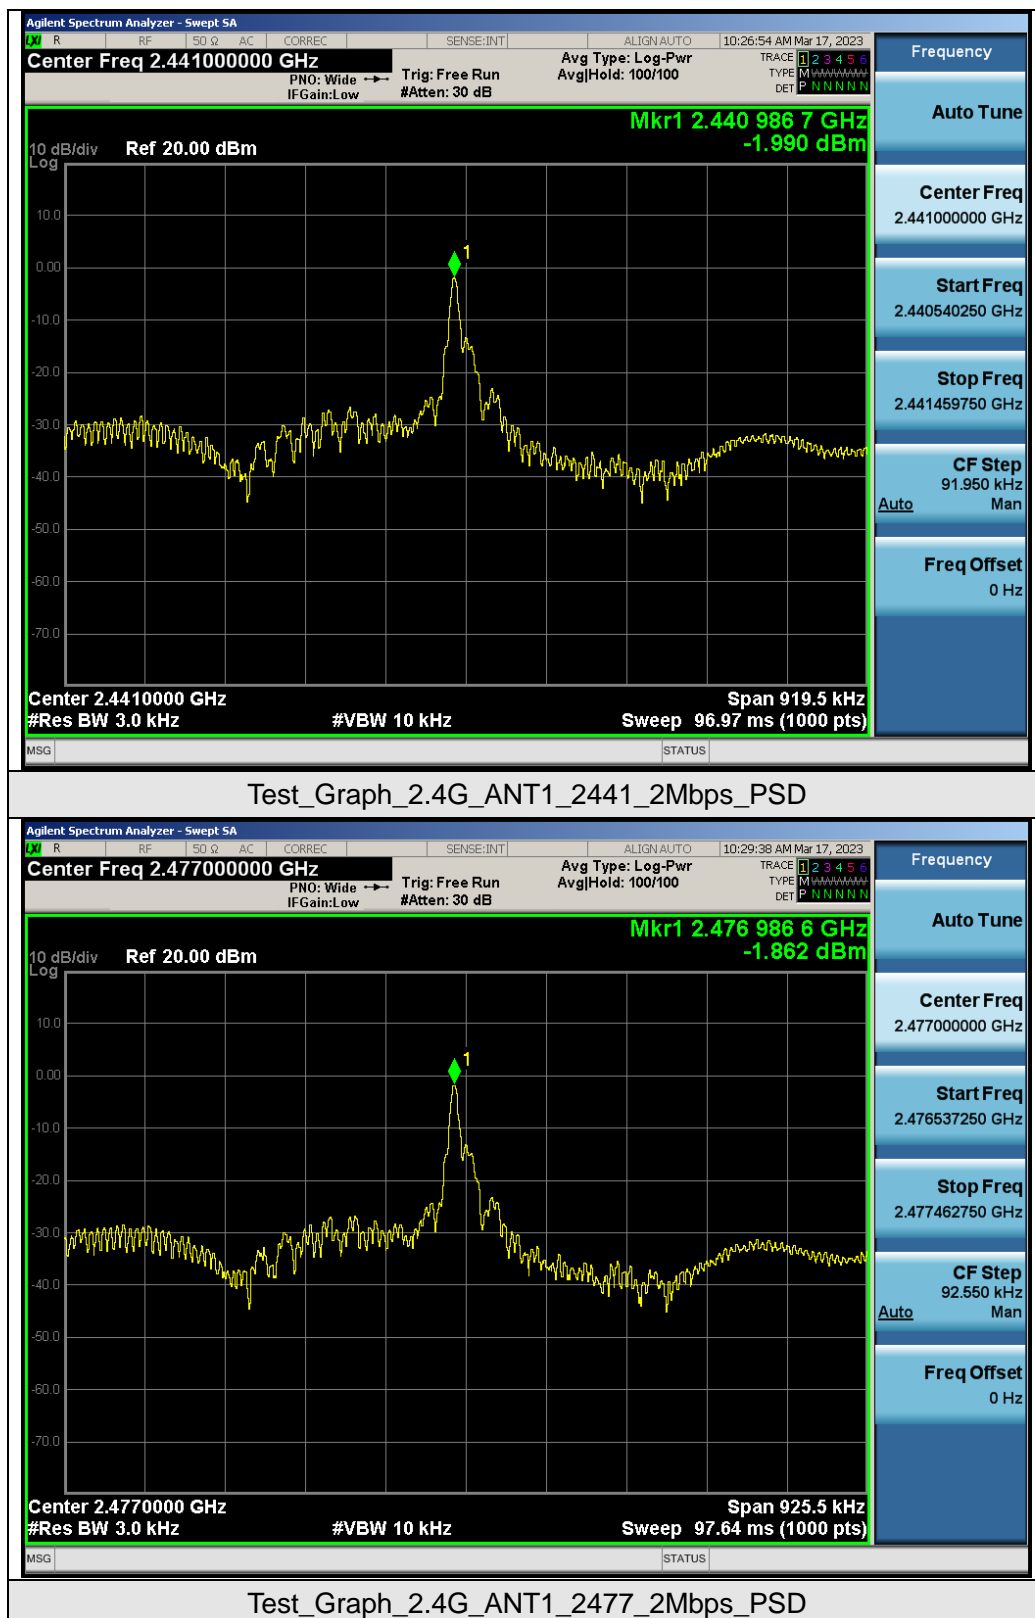 Agilent Spectrum Analyzer - Swept SA
LXI R RF 50 Ω AC CORREC SENSE:INT ALIGN AUTO 10:26:54 AM Mar 17, 2023
Center Freq 2.441000000 GHz
PNO: Wide
IFGain:Low
Trig: Free Run
#Atten: 30 dB
Avg Type: Log-Pwr
Avg|Hold: 100/100
TRACE 1 2 3 4 5 6
TYPE M WWWWW
DET P N N N N N
Mkr1 2.440 986 7 GHz
-1.990 dBm
10 dB/div Ref 20.00 dBm
Log
10.0
0.00
1
-10.0
-20.0
-30.0
-40.0
-50.0
-60.0
-70.0
Center 2.4410000 GHz Span 919.5 kHz
#Res BW 3.0 kHz #VBW 10 kHz Sweep 96.97 ms (1000 pts)
MSG STATUS
Frequency
Auto Tune
Center Freq
2.441000000 GHz
Start Freq
2.440540250 GHz
Stop Freq
2.441459750 GHz
CF Step
91.950 kHz
Auto Man
Freq Offset
0 Hz
Test_Graph_2.4G_ANT1_2441_2Mbps_PSD
Agilent Spectrum Analyzer - Swept SA
LXI R RF 50 Ω AC CORREC SENSE:INT ALIGN AUTO 10:29:38 AM Mar 17, 2023
Center Freq 2.477000000 GHz
PNO: Wide
IFGain:Low
Trig: Free Run
#Atten: 30 dB
Avg Type: Log-Pwr
Avg|Hold: 100/100
TRACE 1 2 3 4 5 6
TYPE M WWWWW
DET P N N N N N
Mkr1 2.476 986 6 GHz
-1.862 dBm
10 dB/div Ref 20.00 dBm
Log
10.0
0.00
1
-10.0
-20.0
-30.0
-40.0
-50.0
-60.0
-70.0
Center 2.4770000 GHz Span 925.5 kHz
#Res BW 3.0 kHz #VBW 10 kHz Sweep 97.64 ms (1000 pts)
MSG STATUS
Frequency
Auto Tune
Center Freq
2.477000000 GHz
Start Freq
2.476537250 GHz
Stop Freq
2.477462750 GHz
CF Step
92.550 kHz
Auto Man
Freq Offset
0 Hz
Test_Graph_2.4G_ANT1_2477_2Mbps_PSD